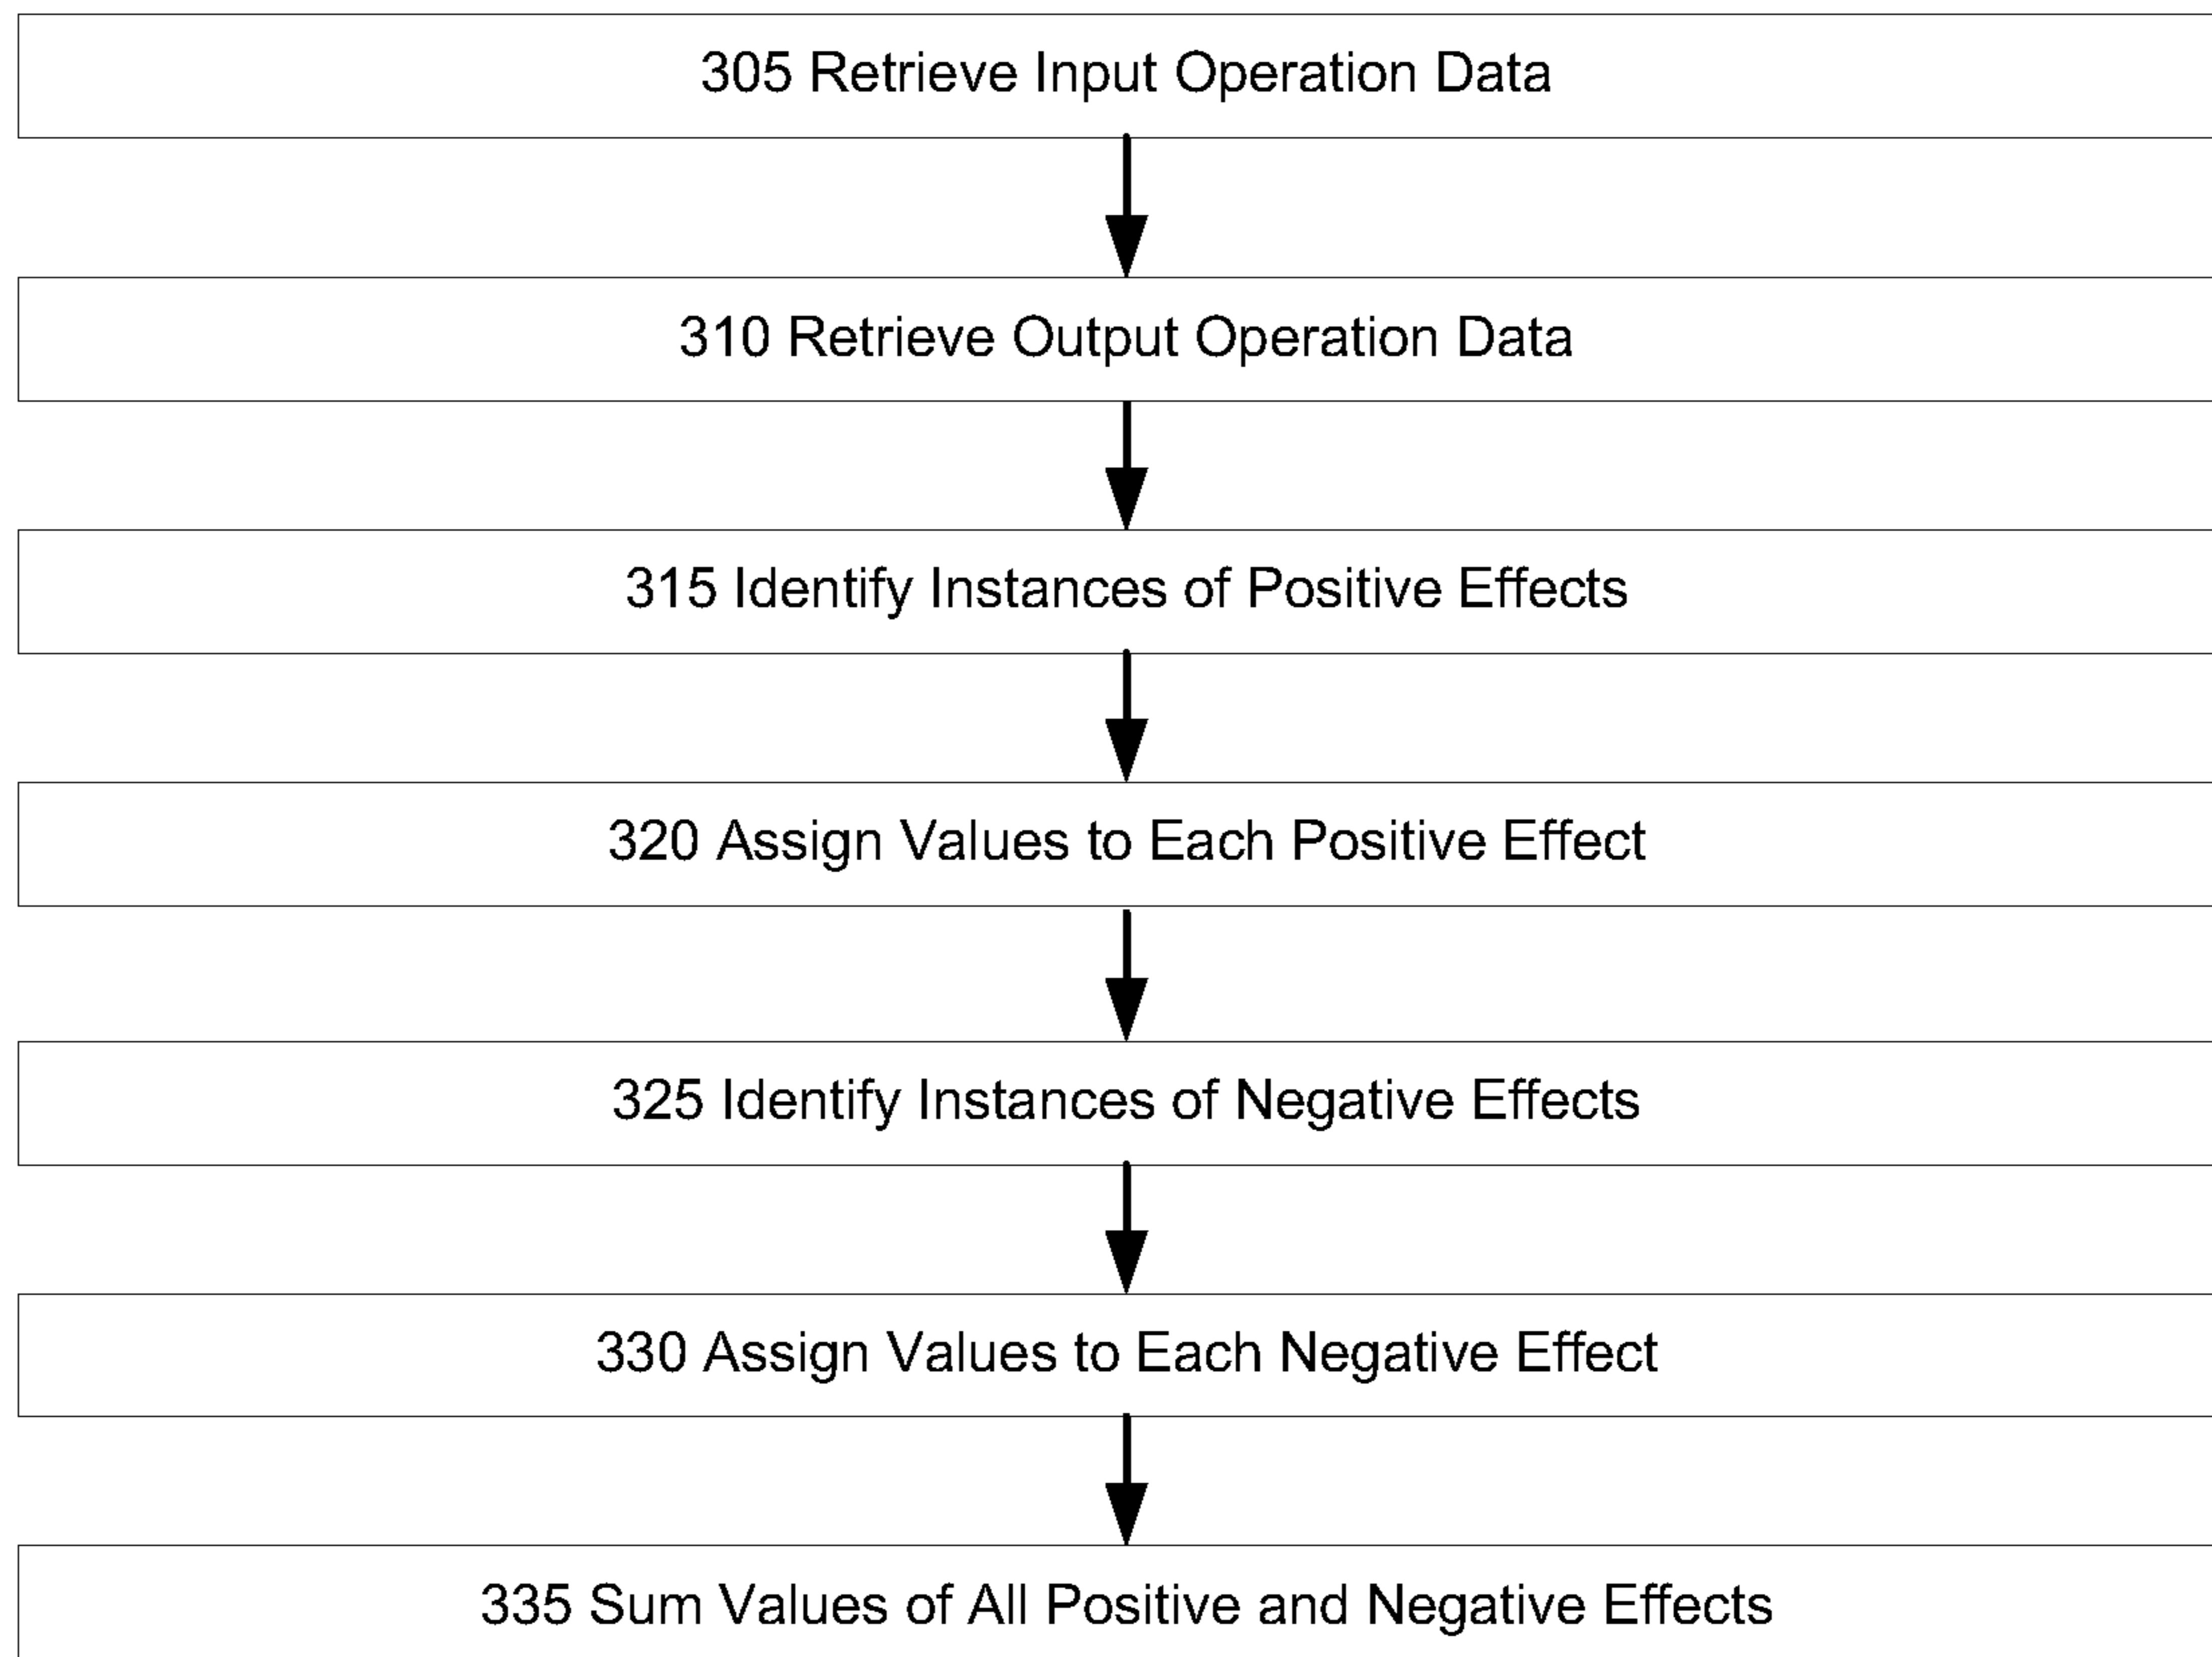 305 Retrieve Input Operation Data
310 Retrieve Output Operation Data
315 Identify Instances of Positive Effects
320 Assign Values to Each Positive Effect
325 Identify Instances of Negative Effects
330 Assign Values to Each Negative Effect
335 Sum Values of All Positive and Negative Effects